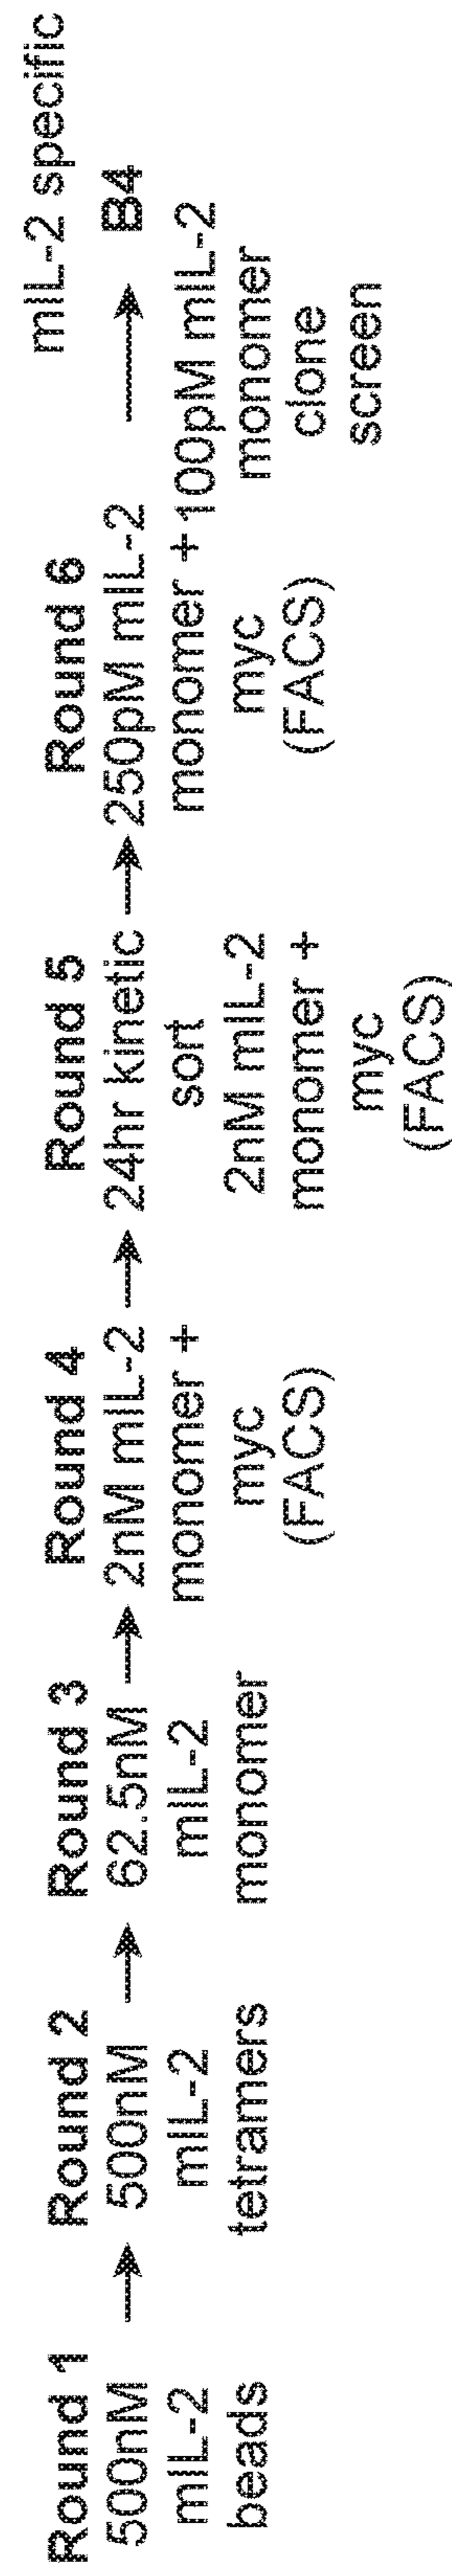 Round 1
500nM
mIL-2
beads
Round 2
500nM
mIL-2
tetramers
Round 3
62.5nM
mIL-2
monomer
Round 4
2nM mIL-2
monomer +
myc
(FACS)
Round 5
24hr kinetic
sort
2nM mIL-2
monomer +
myc
(FACS)
Round 6
250pM mIL-2
monomer +
myc
(FACS)
100pM mIL-2
monomer
clone
screen
mIL-2 specific
B4